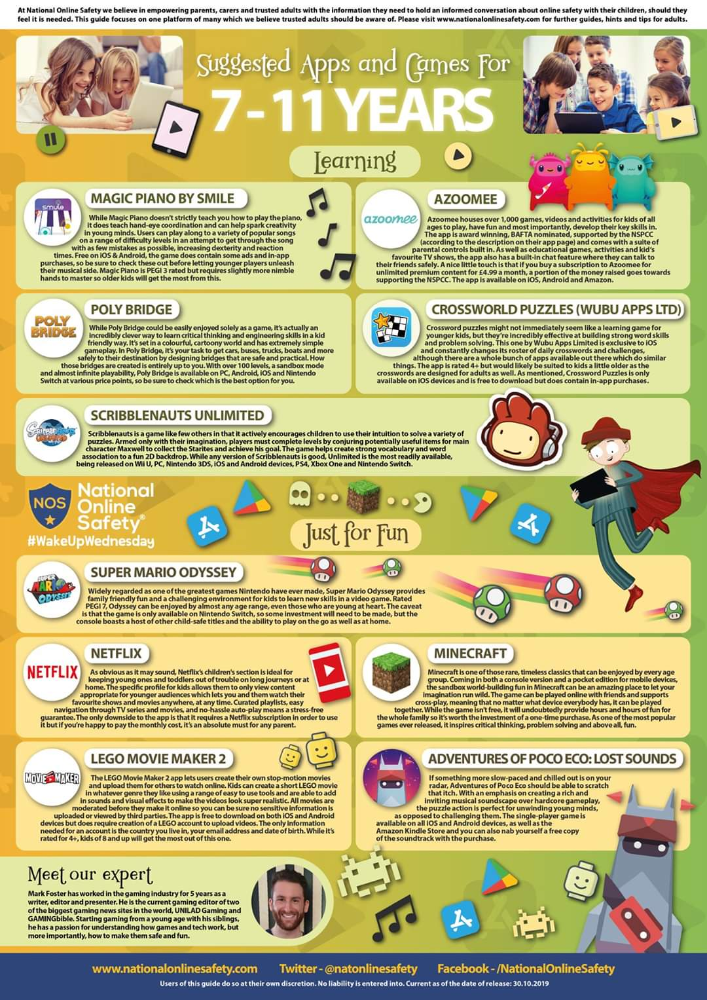 At National Online Safety we believe in empowering parents, carers and trusted adults with the information they need to hold an informed conversation about online safety with their children, should they
feel it is needed. This guide focuses on one platform of many which we believe trusted adults should be aware of. Please visit www.nationalonlinesafety.com for further guides, hints and tips for adults.
Suggested Apps and Games For
7 - 11 YEARS
Learning
smule
MAGIC PIANO BY SMILE
While Magic Piano doesn't strictly teach you how to play the piano,
it does teach hand-eye coordination and can help spark creativity
in young minds. Users can play along to a variety of popular songs
on a range of difficulty levels in an attempt to get through the song
with as few mistakes as possible, increasing dexterity and reaction
times. Free on iOS & Android, the game does contain some ads and in-app
purchases, so be sure to check these out before letting younger players unleash
their musical side. Magic Piano is PEGI 3 rated but requires slightly more nimble
hands to master so older kids will get the most from this.
azoomee
AZOOMEE
Azoomee houses over 1,000 games, videos and activities for kids of all
ages to play, have fun and most importantly, develop their key skills in.
The app is award winning, BAFTA nominated, supported by the NSPCC
(according to the description on their app page) and comes with a suite of
parental controls built in. As well as educational games, activities and kid's
favourite TV shows, the app also has a built-in chat feature where they can talk to
their friends safely. A nice little touch is that if you buy a subscription to Azoomee for
unlimited premium content for £4.99 a month, a portion of the money raised goes towards
supporting the NSPCC. The app is available on iOS, Android and Amazon.
POLY
BRIDGE
POLY BRIDGE
While Poly Bridge could be easily enjoyed solely as a game, it's actually an
incredibly clever way to learn critical thinking and engineering skills in a kid
friendly way. It's set in a colourful, cartoony world and has extremely simple
gameplay. In Poly Bridge, it's your task to get cars, buses, trucks, boats and more
safely to their destination by designing bridges that are safe and practical. How
those bridges are created is entirely up to you. With over 100 levels, a sandbox mode
and almost infinite playability, Poly Bridge is available on PC, Android, iOS and Nintendo
Switch at various price points, so be sure to check which is the best option for you.
CROSSWORLD PUZZLES (WUBU APPS LTD)
Crossword puzzles might not immediately seem like a learning game for
younger kids, but they're incredibly effective at building strong word skills
and problem solving. This one by Wubu Apps Limited is exclusive to iOS
and constantly changes its roster of daily crosswords and challenges,
although there are a whole bunch of apps available out there which do similar
things. The app is rated 4+ but would likely be suited to kids a little older as the
crosswords are designed for adults as well. As mentioned, Crossword Puzzles is only
available on iOS devices and is free to download but does contain in-app purchases.
SCRIBBLENAUTS
UNLIMITED
SCRIBBLENAUTS UNLIMITED
Scribblenauts is a game like few others in that it actively encourages children to use their intuition to solve a variety of
puzzles. Armed only with their imagination, players must complete levels by conjuring potentially useful items for main
character Maxwell to collect the Starites and achieve his goal. The game helps create strong vocabulary and word
association to a fun 2D backdrop. While any version of Scribblenauts is good, Unlimited is the most readily available,
being released on Wii U, PC, Nintendo 3DS, iOS and Android devices, PS4, Xbox One and Nintendo Switch.
NOS
National
Online
Safety®
#WakeUpWednesday
Just for Fun
SUPER
MARIO
ODYSSEY
SUPER MARIO ODYSSEY
Widely regarded as one of the greatest games Nintendo have ever made, Super Mario Odyssey provides
family friendly fun and a challenging environment for kids to learn new skills in a video game. Rated
PEGI 7, Odyssey can be enjoyed by almost any age range, even those who are young at heart. The caveat
is that the game is only available on Nintendo Switch, so some investment will need to be made, but the
console boasts a host of other child-safe titles and the ability to play on the go as well as at home.
NETFLIX
NETFLIX
As obvious as it may sound, Netflix's children's section is ideal for
keeping young ones and toddlers out of trouble on long journeys or at
home. The specific profile for kids allows them to only view content
appropriate for younger audiences which lets you and them watch their
favourite shows and movies anywhere, at any time. Curated playlists, easy
navigation through TV series and movies, and no-hassle auto-play means a stress-free
guarantee. The only downside to the app is that it requires a Netflix subscription in order to use
it but if you're happy to pay the monthly cost, it's an absolute must for any parent.
MINECRAFT
Minecraft is one of those rare, timeless classics that can be enjoyed by every age
group. Coming in both a console version and a pocket edition for mobile devices,
the sandbox world-building fun in Minecraft can be an amazing place to let your
imagination run wild. The game can be played online with friends and supports
cross-play, meaning that no matter what device everybody has, it can be played
together. While the game isn't free, it will undoubtedly provide hours and hours of fun for
the whole family so it's worth the investment of a one-time purchase. As one of the most popular
games ever released, it inspires critical thinking, problem solving and above all, fun.
MOVIE MAKER
LEGO MOVIE MAKER 2
The LEGO Movie Maker 2 app lets users create their own stop-motion movies
and upload them for others to watch online. Kids can create a short LEGO movie
in whatever genre they like using a range of easy to use tools and are able to add
in sounds and visual effects to make the videos look super realistic. All movies are
moderated before they make it online so you can be sure no sensitive information is
uploaded or viewed by third parties. The app is free to download on both iOS and Android
devices but does require creation of a LEGO account to upload videos. The only information
needed for an account is the country you live in, your email address and date of birth. While it's
rated for 4+, kids of 8 and up will get the most out of this one.
ADVENTURES OF POCO ECO: LOST SOUNDS
If something more slow-paced and chilled out is on your
radar, Adventures of Poco Eco should be able to scratch
that itch. With an emphasis on creating a rich and
inviting musical soundscape over hardcore gameplay,
the puzzle action is perfect for unwinding young minds,
as opposed to challenging them. The single-player game is
available on all iOS and Android devices, as well as the
Amazon Kindle Store and you can also nab yourself a free copy
of the soundtrack with the purchase.
Meet our expert
Mark Foster has worked in the gaming industry for 5 years as a
writer, editor and presenter. He is the current gaming editor of two
of the biggest gaming news sites in the world, UNILAD Gaming and
GAMINGbible. Starting gaming from a young age with his siblings,
he has a passion for understanding how games and tech work, but
more importantly, how to make them safe and fun.
www.nationalonlinesafety.com Twitter - @natonlinesafety Facebook - /NationalOnlineSafety
Users of this guide do so at their own discretion. No liability is entered into. Current as of the date of release: 30.10.2019